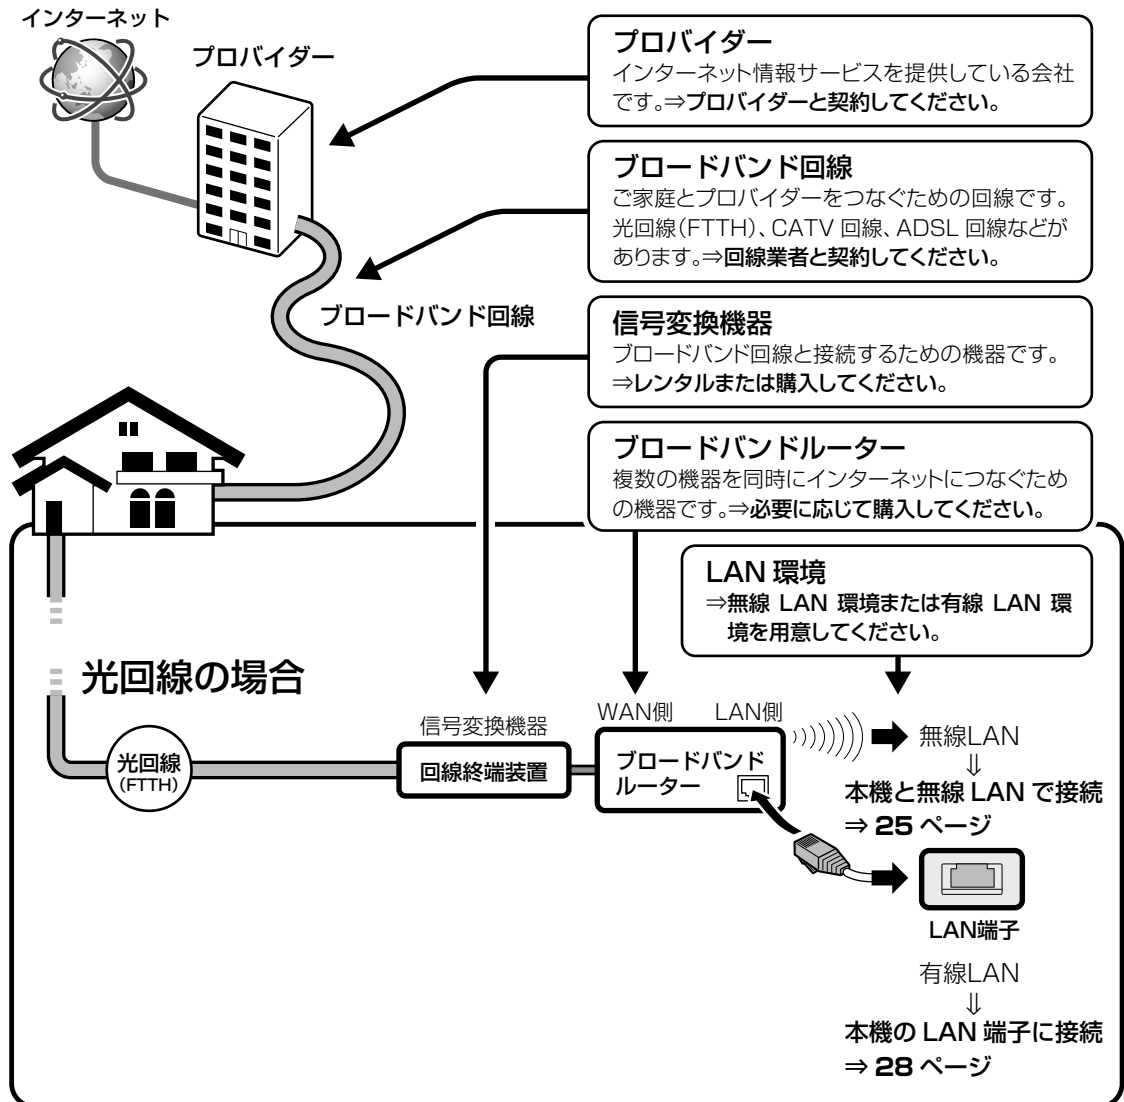 インターネット
プロバイダー
プロバイダー
インターネット情報サービスを提供している会社
です。⇒プロバイダーと契約してください。
ブロードバンド回線
ご家庭とプロバイダーをつなぐための回線です。
光回線(FTTH)、CATV 回線、ADSL 回線などが
あります。⇒回線業者と契約してください。
ブロードバンド回線
信号変換機器
ブロードバンド回線と接続するための機器です。
⇒レンタルまたは購入してください。
ブロードバンドルーター
複数の機器を同時にインターネットにつなぐため
の機器です。⇒必要に応じて購入してください。
LAN 環境
⇒無線 LAN 環境または有線 LAN 環
境を用意してください。
光回線の場合
光回線
(FTTH)
信号変換機器
回線終端装置
WAN側 LAN側
ブロードバンド
ルーター
無線LAN
⇓
本機と無線 LAN で接続
⇒ 25 ページ
LAN端子
有線LAN
⇓
本機の LAN 端子に接続
⇒ 28 ページ